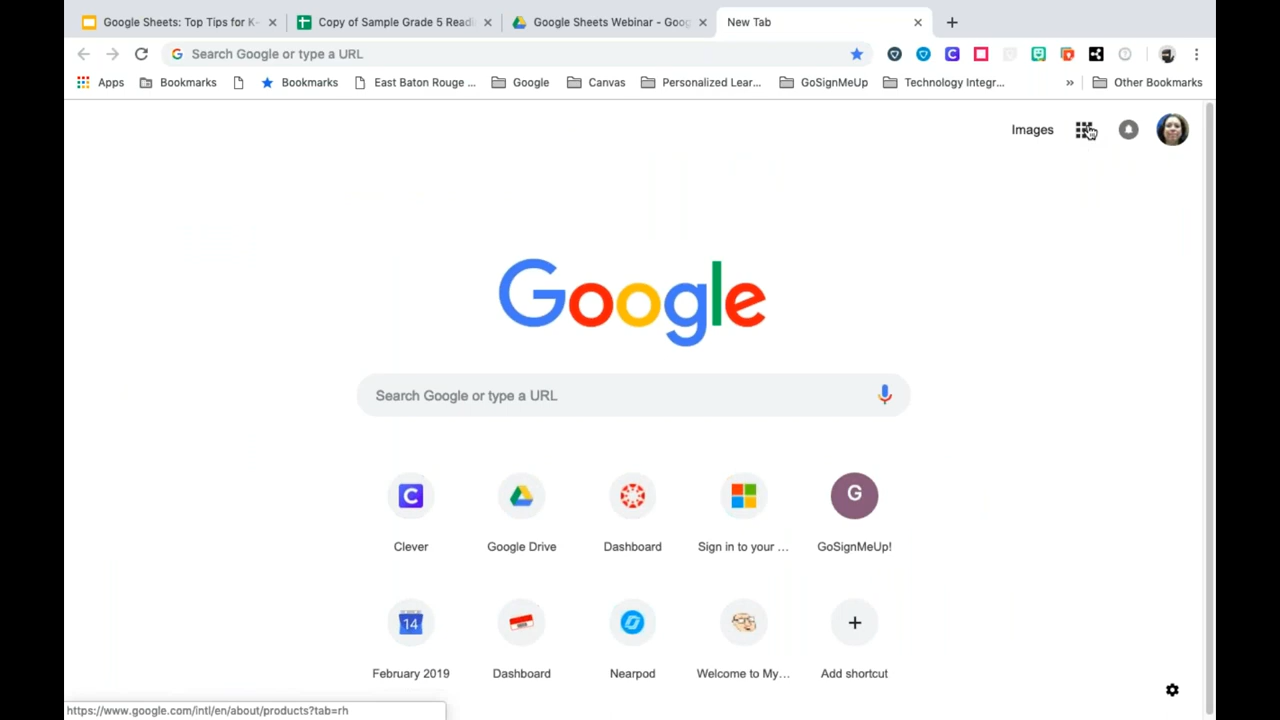 Google Sheets: Top Tips for K-
Copy of Sample Grade 5 Readi
Google Sheets Webinar - Goog
New Tab
Search Google or type a URL
Apps
Bookmarks
Bookmarks
East Baton Rouge ...
Google
Canvas
Personalized Lear...
GoSignMeUp
Technology Integr...
»
Other Bookmarks
Images
Google
Search Google or type a URL
C
G
Clever
Google Drive
Dashboard
Sign in to your ...
GoSignMeUp!
14
February 2019
Dashboard
Nearpod
Welcome to My...
Add shortcut
https://www.google.com/intl/en/about/products?tab=rh